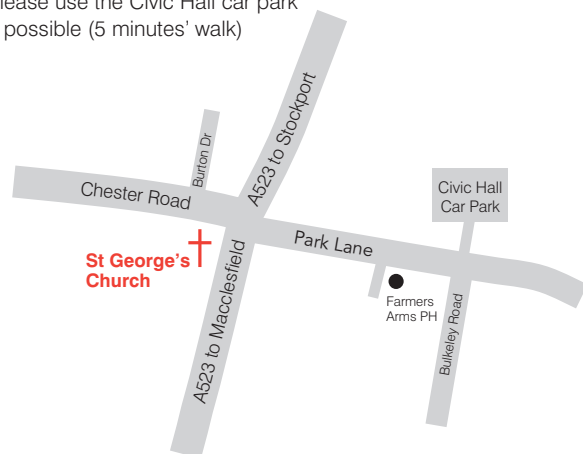 lease use the Civic Hall car park
possible (5 minutes' walk)
A523 to Stockport
Burton Dr
Chester Road
Civic Hall
Car Park
Park Lane
St George's
Church
A523 to Macclesfield
Farmers
Arms PH
Bulkeley Road